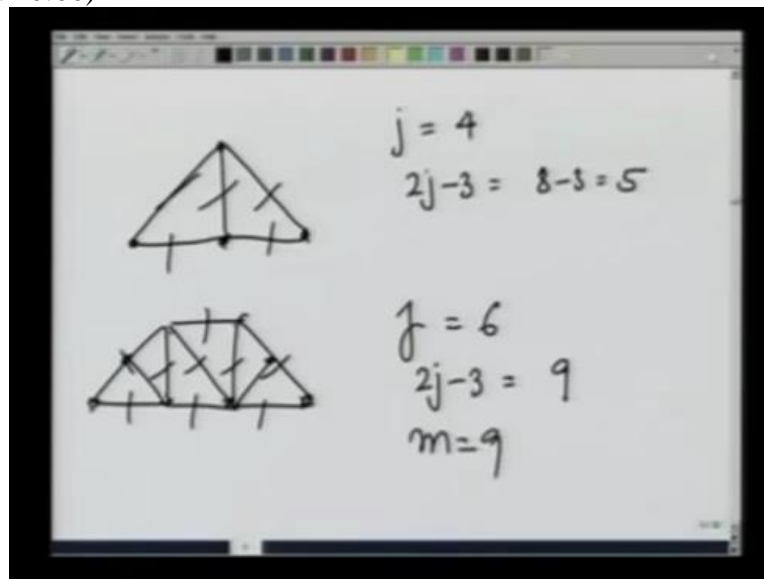 j = 4
2j-3 = 8-3 = 5
j = 6
2j-3 = 9
m=9